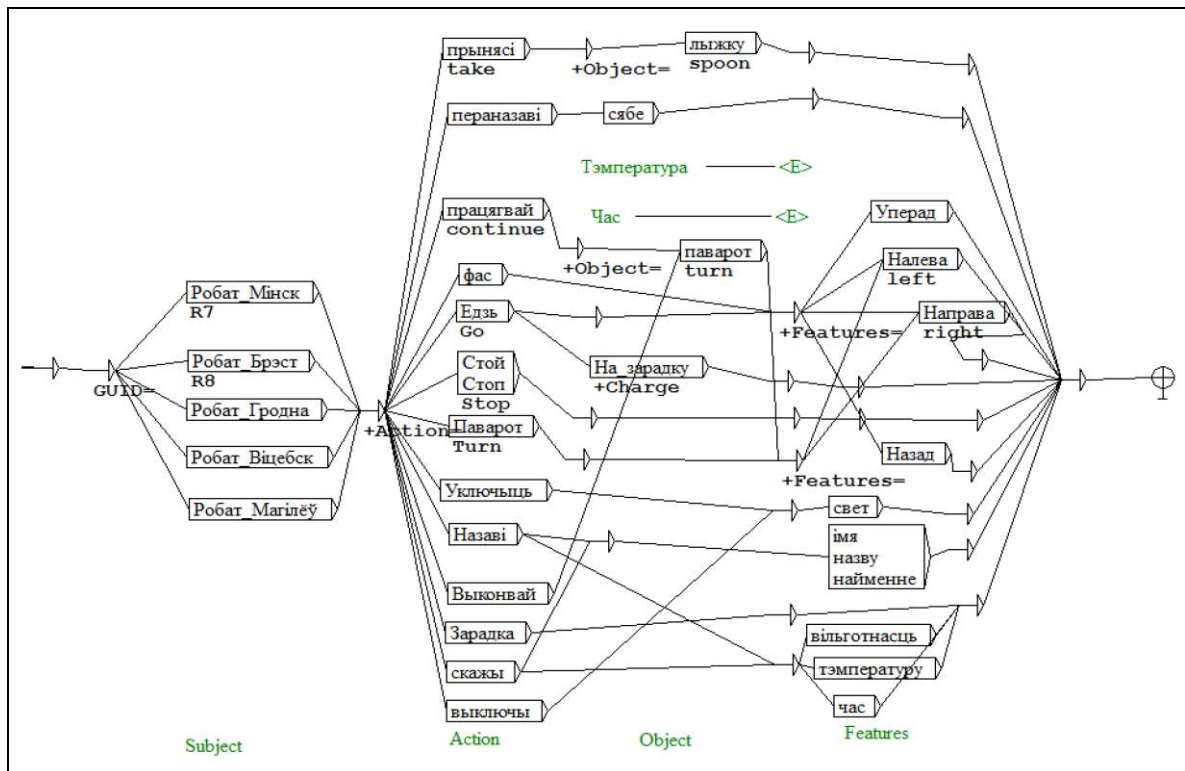 прынясі
take
+Object=
лыжку
spoon
пераназаві
сябе
Тэмпература
<E>
Час
<E>
працягвай
continue
+Object=
паварот
turn
Уперад
Налева
left
фас
Едзь
Go
+Features=
Направа
right
Робат_Мінск
R7
Робат_Брэст
R8
GUID=
Робат_Гродна
Робат_Віцебск
Робат_Магілёў
+Action=
Стой
Стоп
Stop
На_зарадку
+Charge
Паварот
Turn
+Features=
Назад
Уключыць
свет
Назаві
імя
назву
найменне
Выконвай
Зарадка
вільготнасць
скажы
тэмпературу
выключы
час
Subject
Action
Object
Features